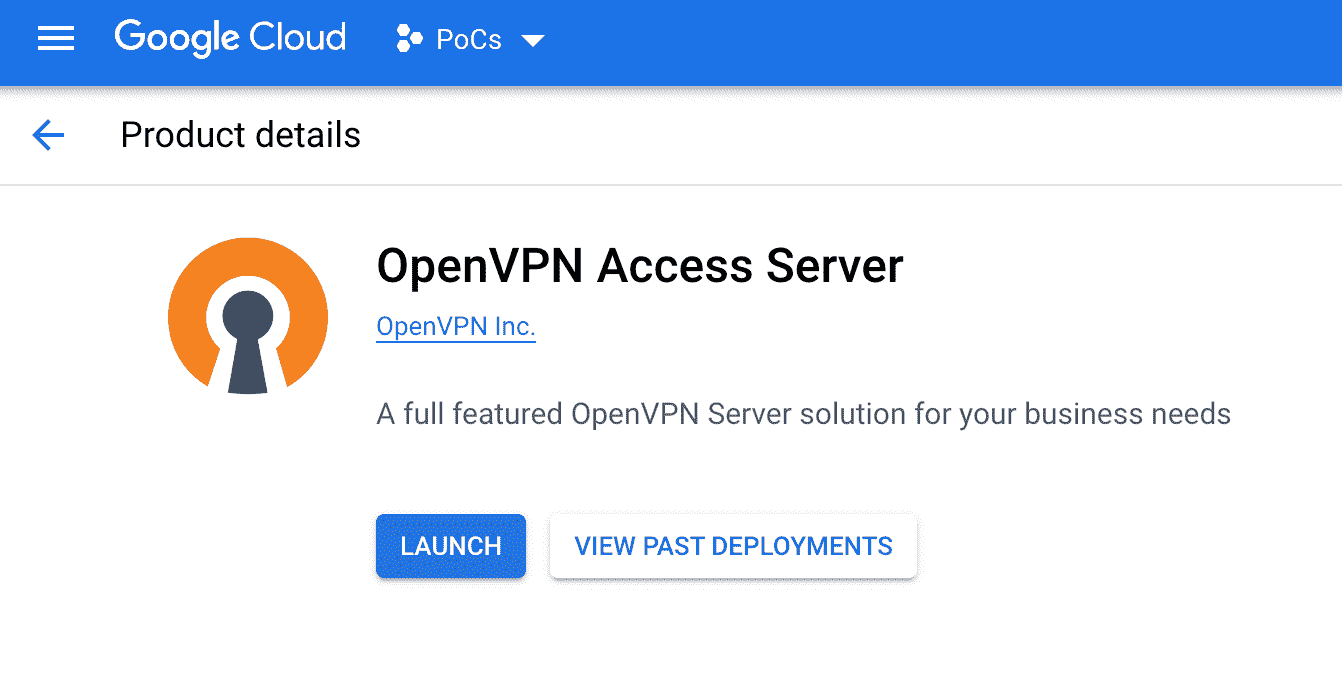 Google Cloud PoCs
Product details
OpenVPN Access Server
OpenVPN Inc.
A full featured OpenVPN Server solution for your business needs
LAUNCH VIEW PAST DEPLOYMENTS